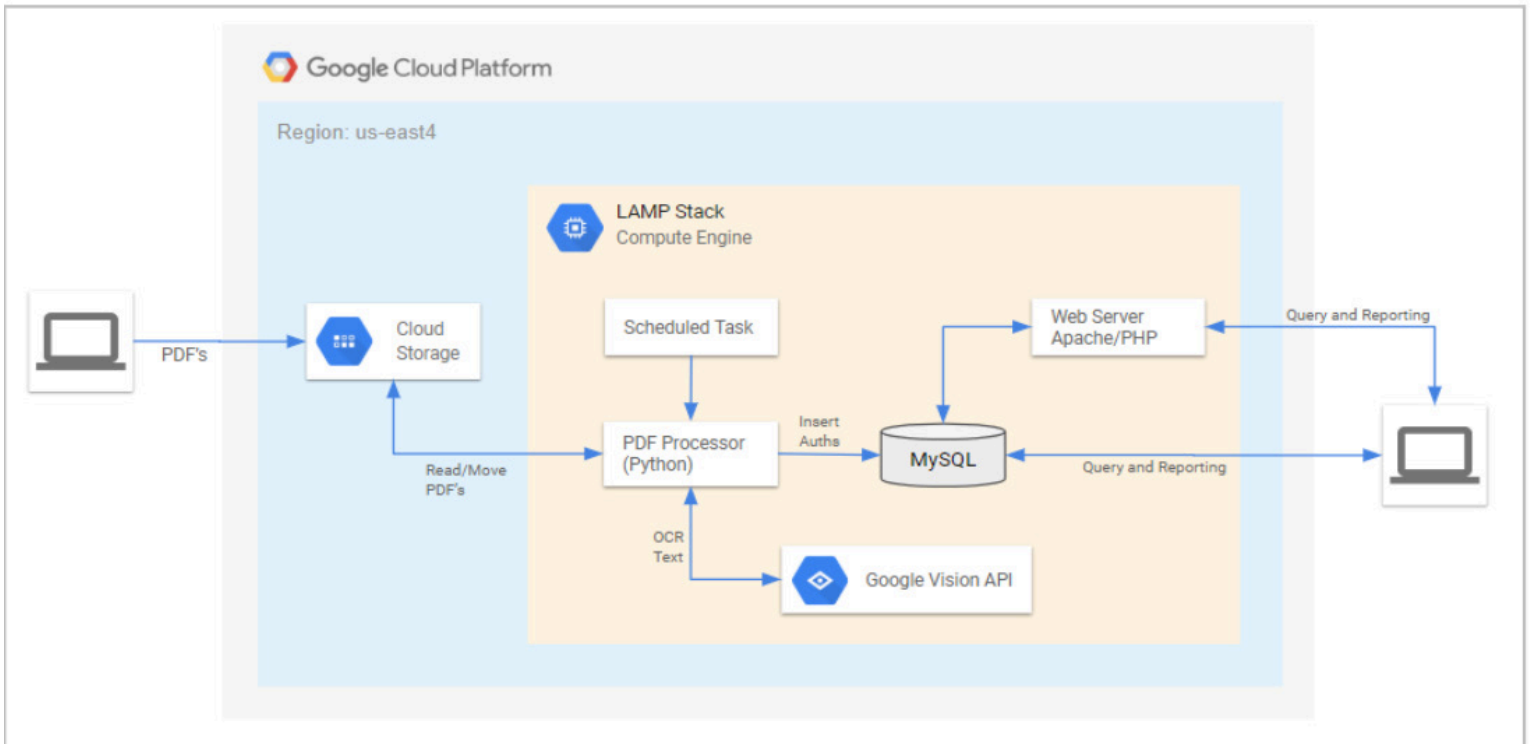 Google Cloud Platform
Region: us-east4
LAMP Stack
Compute Engine
PDF's
Cloud
Storage
Scheduled Task
Web Server
Apache/PHP
Query and Reporting
Read/Move
PDF's
PDF Processor
(Python)
Insert
Auths
MySQL
Query and Reporting
OCR
Text
Google Vision API